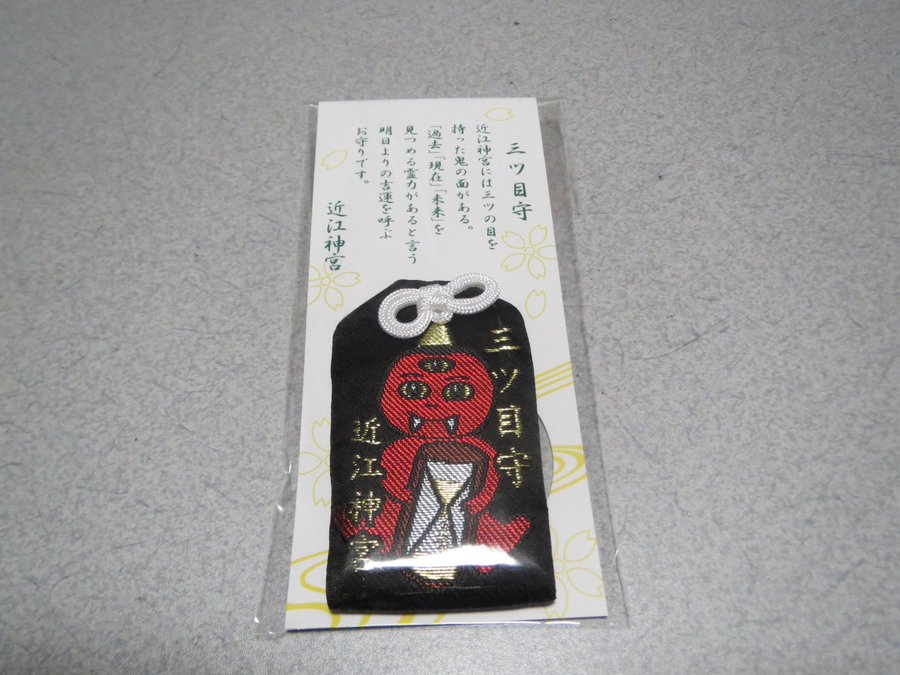 三ツ目守
近江神宮には三ツの目を
持った鬼の面がある。
「過去」「現在」「未来」を
見つめる霊力があると言う
明日よりの吉運を呼ぶ
お守りです。
近江神宮
三ツ目守
近江神宮